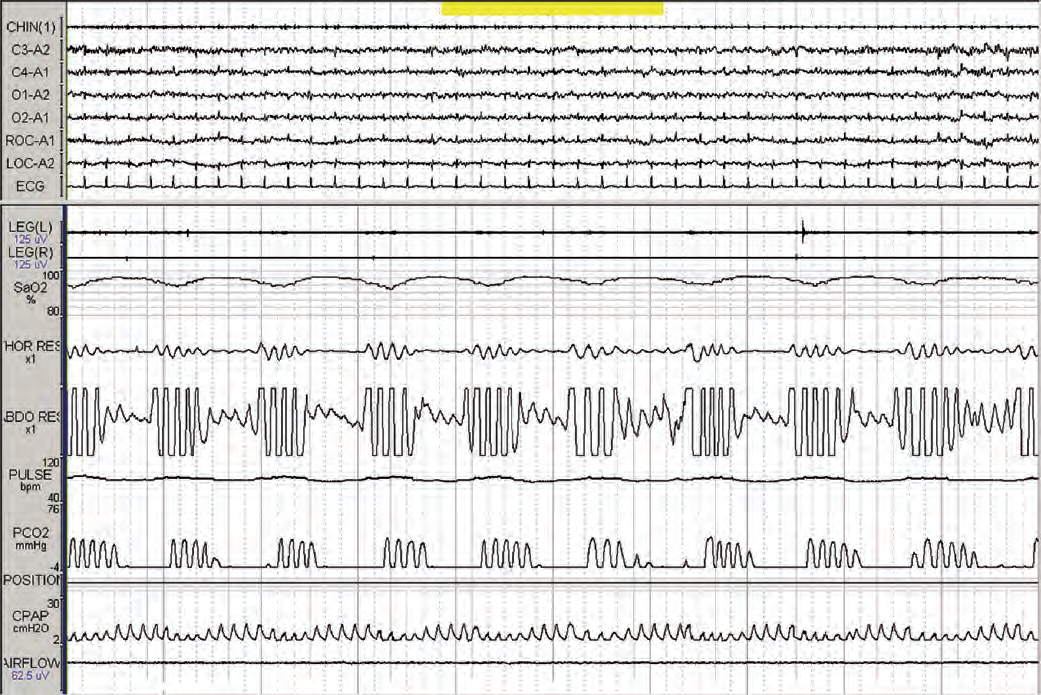 CHIN(1)
C3-A2
C4-A1
O1-A2
O2-A1
ROC-A1
LOC-A2
ECG
LEG(L)
125 uV
LEG(R)
125 uV
100
SaO2
%
80
HOR RES
x1
BDO RES
x1
120
PULSE
bpm
40
76
PCO2
mmHg
-4
POSITION
30
CPAP
cmH2O
2
AIRFLOW
62.5 uV